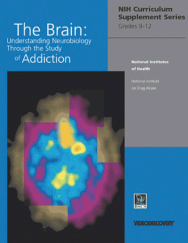 The Brain:
Understanding Neurobiology
Through the Study
of Addiction
NIH Curriculum
Supplement Series
Grades 9-12
National Institutes
of Health
National Institute
on Drug Abuse
VIDEODISCOVERY